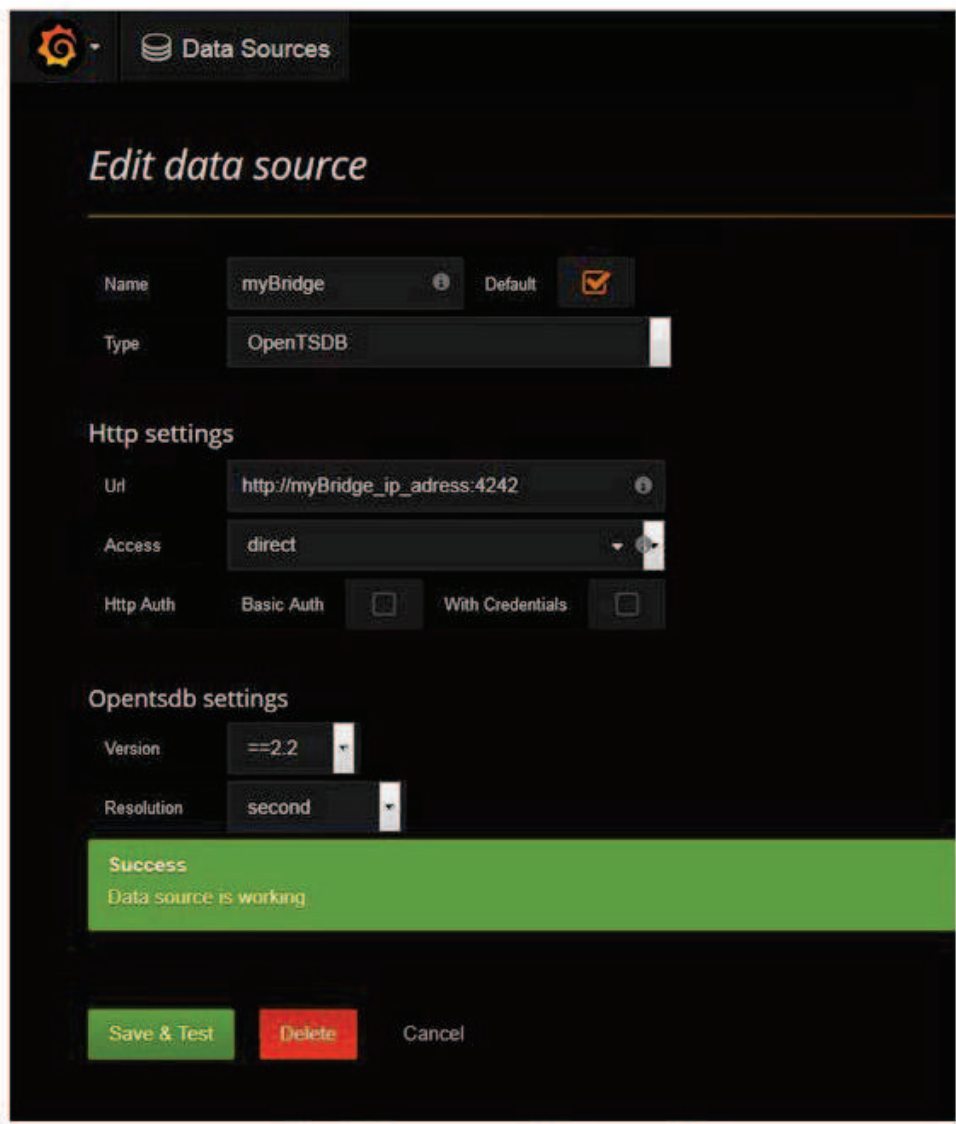 Data Sources
Edit data source
Name myBridge Default
Type OpenTSDB
Http settings
Url http://myBridge_ip_adress:4242
Access direct
Http Auth Basic Auth With Credentials
Opentsdb settings
Version ==2.2
Resolution second
Success
Data source is working
Save & Test Delete Cancel